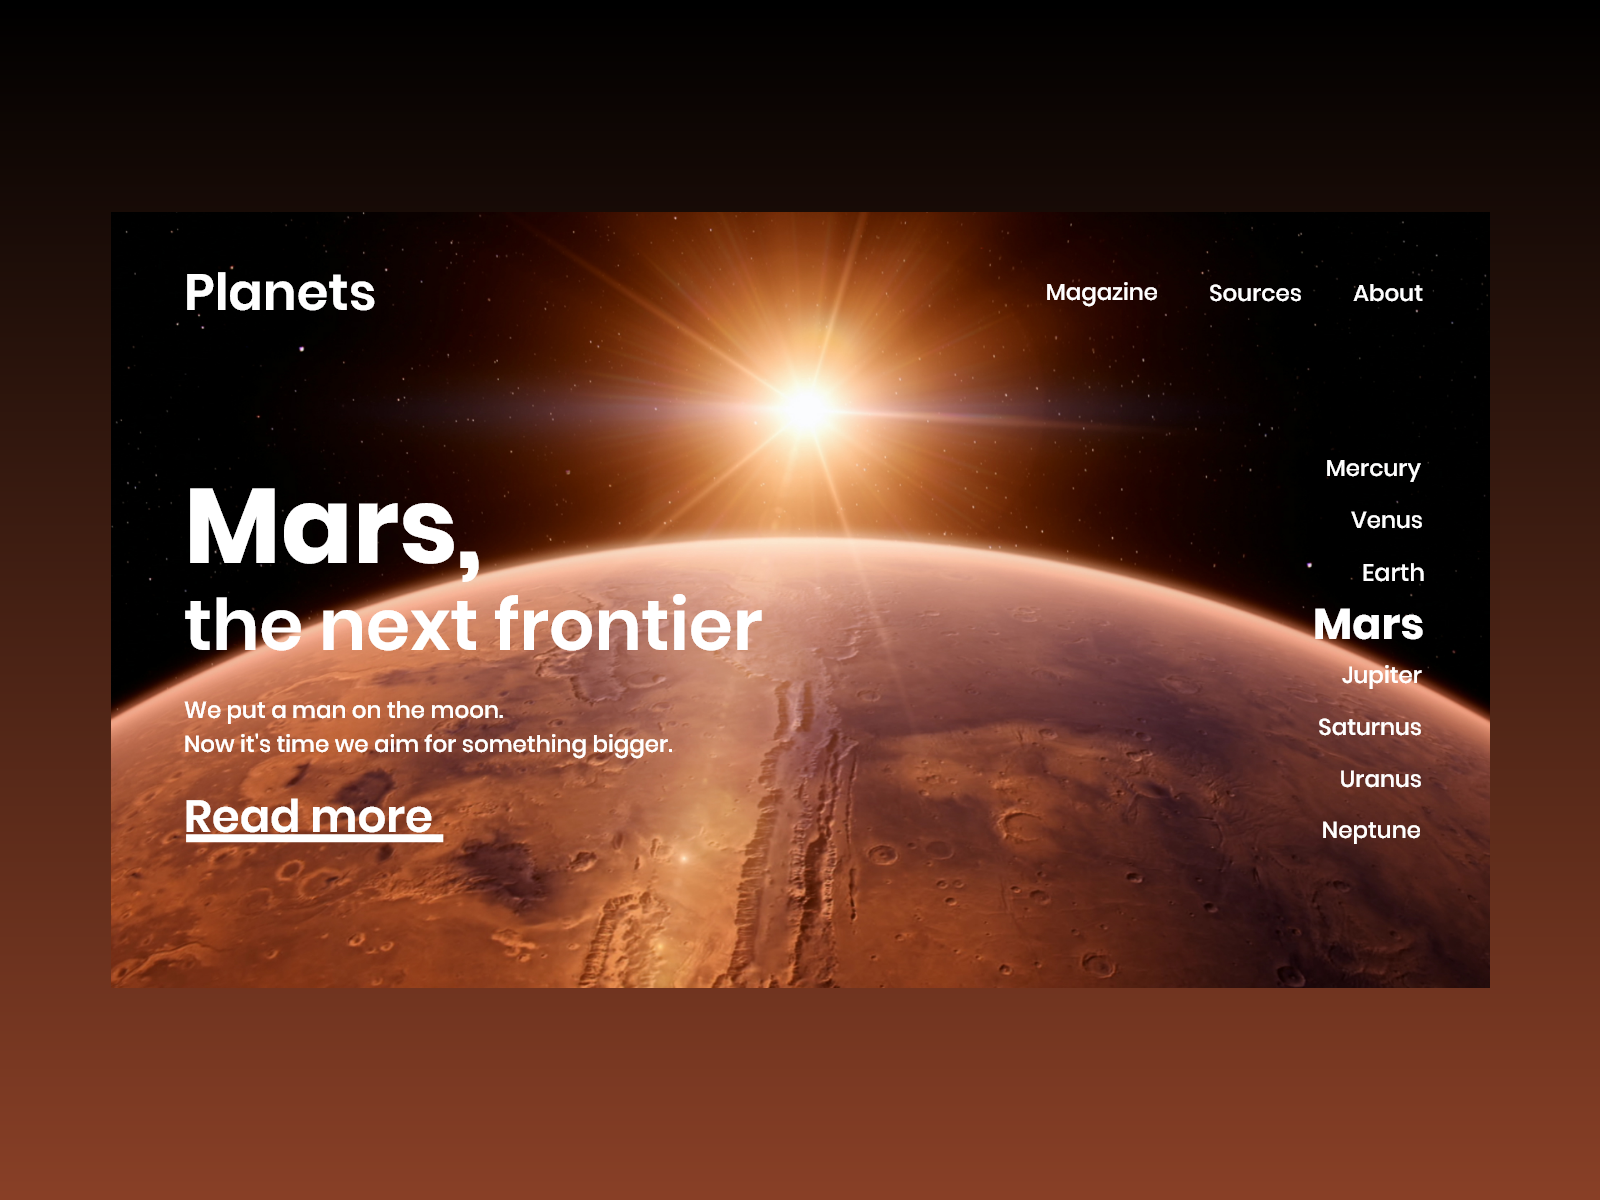 Planets
Magazine Sources About
Mars,
the next frontier
We put a man on the moon.
Now it's time we aim for something bigger.
Read more
Mercury
Venus
Earth
Mars
Jupiter
Saturnus
Uranus
Neptune